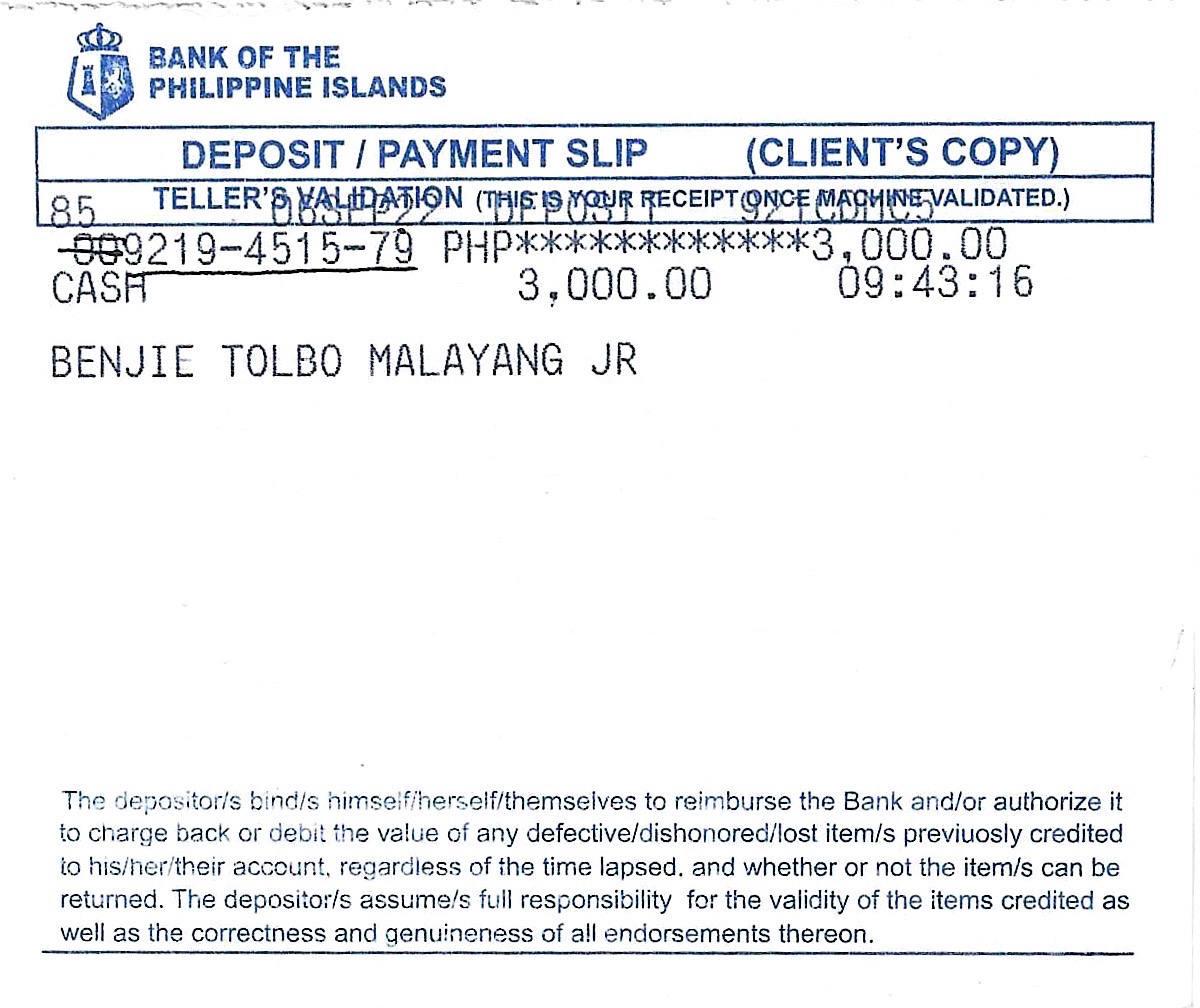 BANK OF THE
PHILIPPINE ISLANDS
DEPOSIT / PAYMENT SLIP (CLIENT'S COPY)
TELLER'S VALIDATION (THIS IS YOUR RECEIPT ONCE MACHINE VALIDATED.)
85 DEPOSIT
009219-4515-79 PHP************3,000.00
CASH 3,000.00 09:43:16
BENJIE TOLBO MALAYANG JR
The depositor/s bind/s himself/herself/themselves to reimburse the Bank and/or authorize it
to charge back or debit the value of any defective/dishonored/lost item/s previuosly credited
to his/her/their account, regardless of the time lapsed, and whether or not the item/s can be
returned. The depositor/s assume/s full responsibility for the validity of the items credited as
well as the correctness and genuineness of all endorsements thereon.